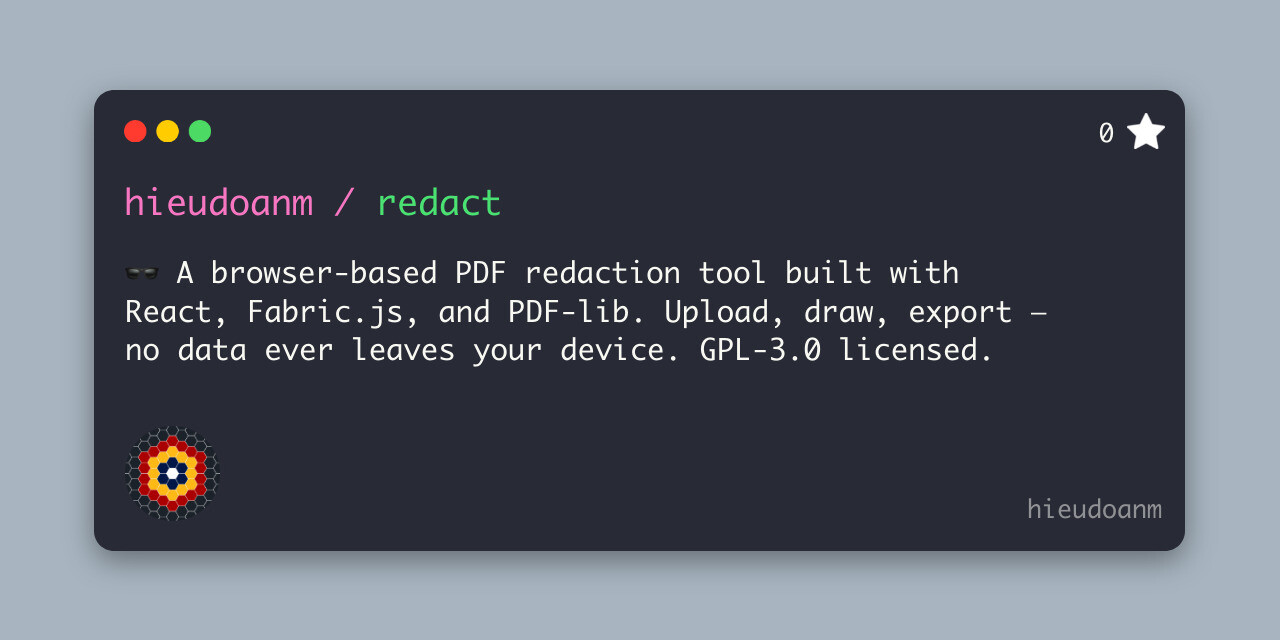 0
hieudoanm / redact
🕶️ A browser-based PDF redaction tool built with
React, Fabric.js, and PDF-lib. Upload, draw, export —
no data ever leaves your device. GPL-3.0 licensed.
hieudoanm